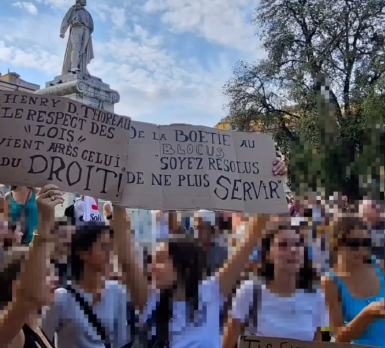 HENRY D. THOREAU
LE RESPECT DES
« LOIS »
VIENT APRÈS CELUI
DU DROIT!
DE LA BOETIE AU
BLOCUS
"SOYEZ RESOLUS
DE NE PLUS SERVIR"